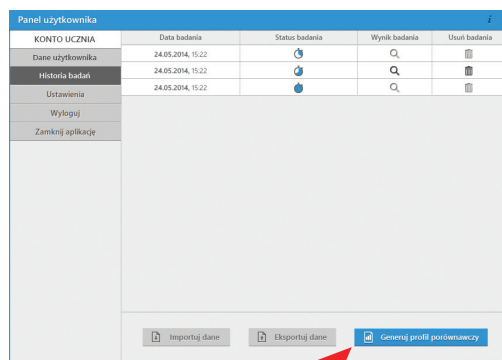 Panel użytkownika i
KONTO UCZNIA
Dane użytkownika
Historia badań
Ustawienia
Wyloguj
Zamknij aplikację
Data badania Status badania Wynik badania Usuń badania
24.05.2014, 15:22
24.05.2014, 15:22
24.05.2014, 15:22
Importuj dane Eksportuj dane Generuj profil porównawczy